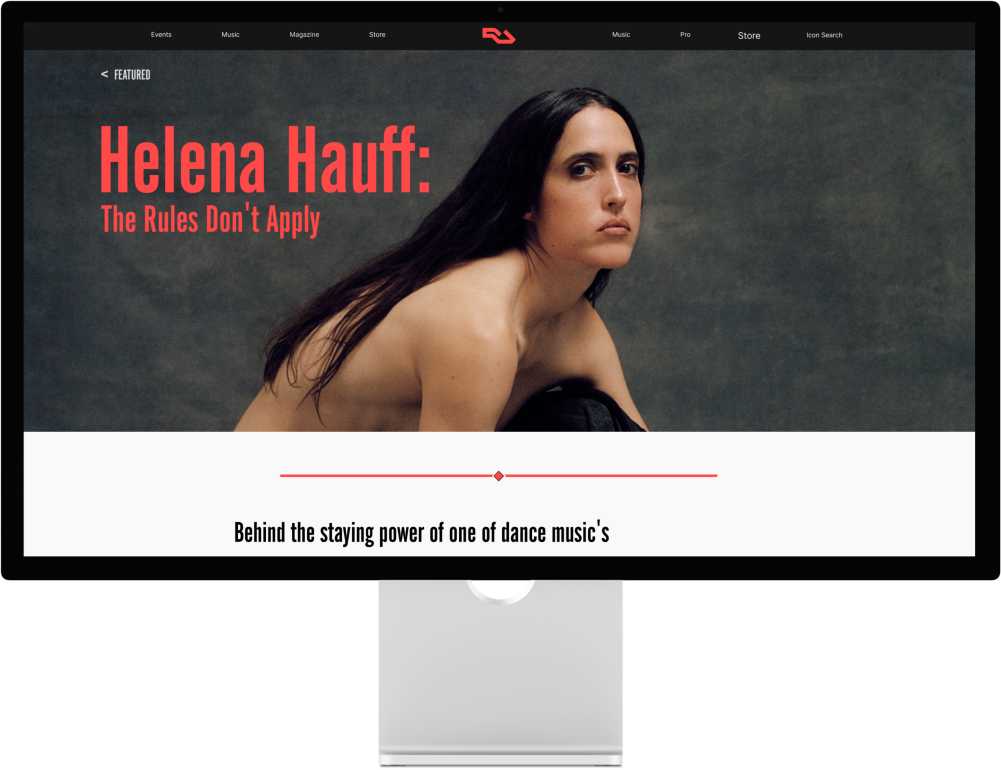 Events Music Magazine Store Music Pro Store Icon Search
< FEATURED
Helena Hauff:
The Rules Don't Apply
Behind the staying power of one of dance music's